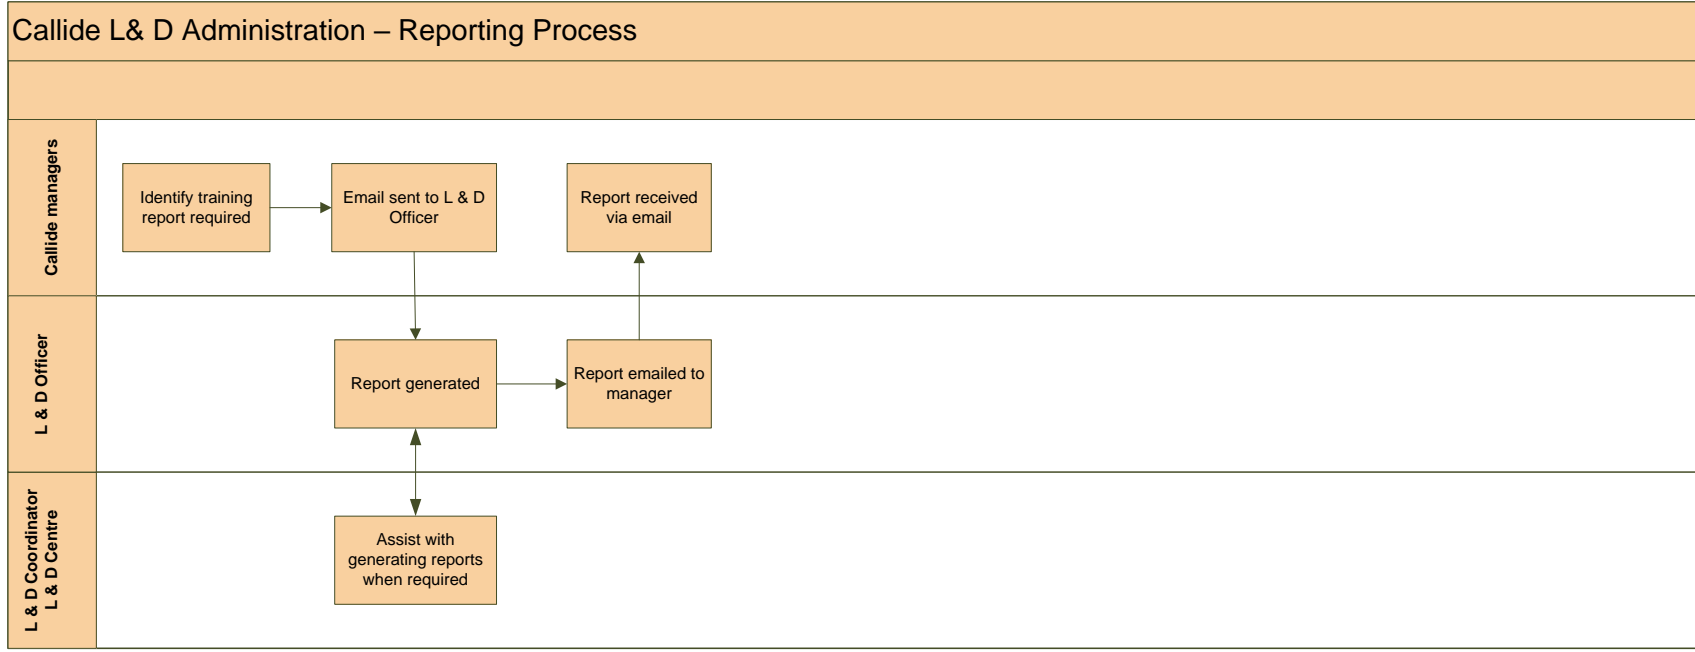 Callide L& D Administration – Reporting Process
Callide managers
Identify training
report required
Email sent to L & D
Officer
Report received
via email
L & D Officer
Report generated
Report emailed to
manager
L & D Coordinator
L & D Centre
Assist with
generating reports
when required